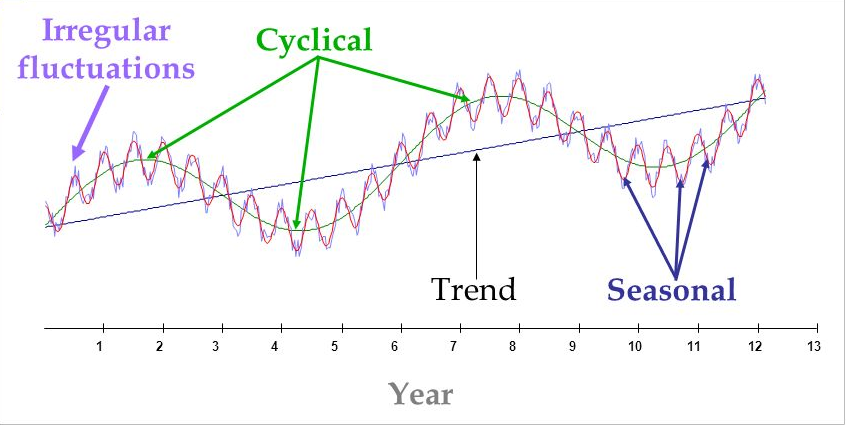 Irregular
fluctuations
Cyclical
Trend
Seasonal
1 2 3 4 5 6 7 8 9 10 11 12 13
Year